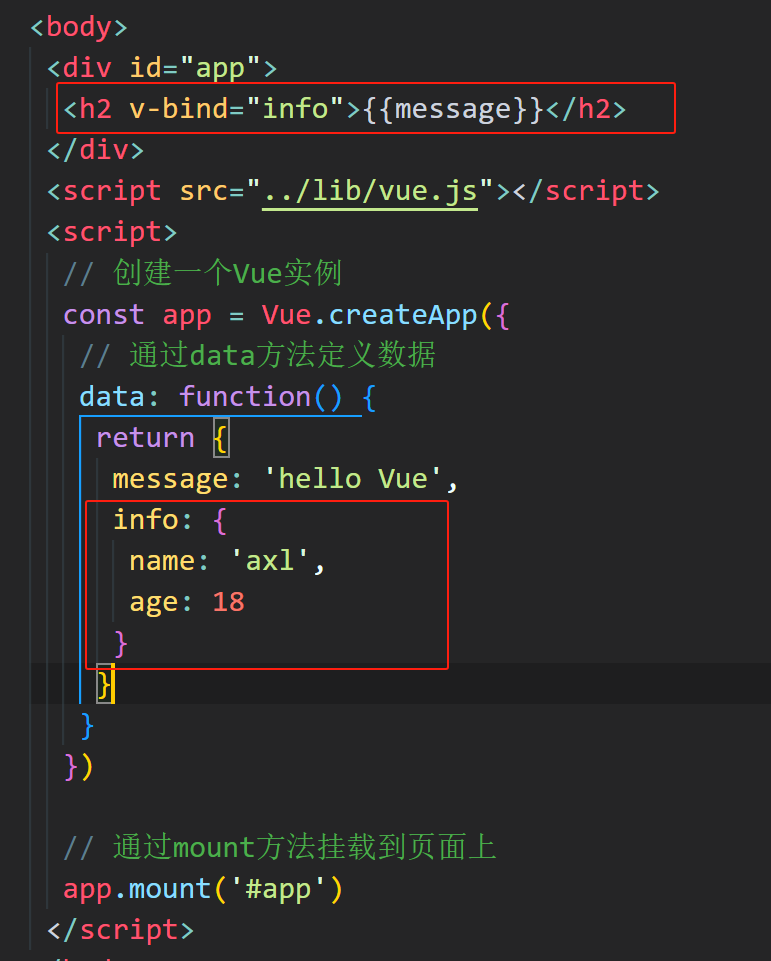 <body>
<div id="app">
<h2 v-bind="info">{{message}}</h2>
</div>
<script src="../lib/vue.js"></script>
<script>
// 创建一个Vue实例
const app = Vue.createApp({
// 通过data方法定义数据
data: function() {
return {
message: 'hello Vue',
info: {
name: 'axl',
age: 18
}
}
}
})
// 通过mount方法挂载到页面上
app.mount('#app')
</script>